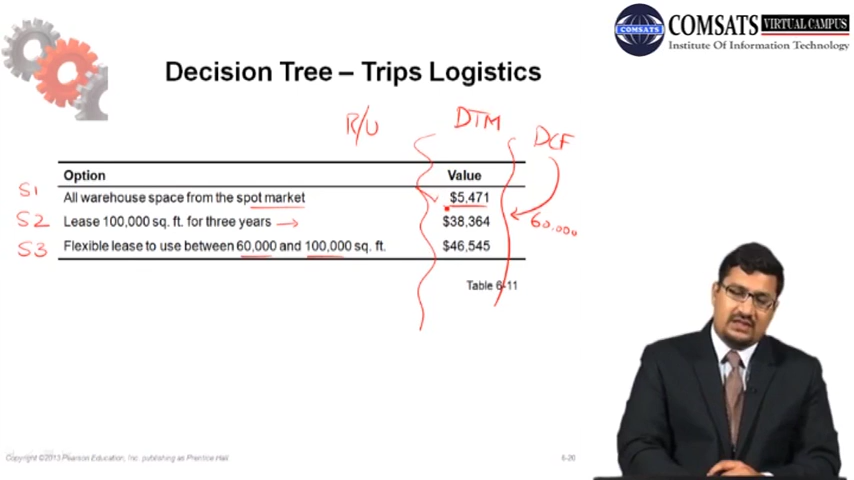 COMSATS VIRTUAL CAMPUS
Institute Of Information Technology
COMSATS
Decision Tree – Trips Logistics
R/U
DTM
DCF
Option Value
S1 All warehouse space from the spot market $5,471
S2 Lease 100,000 sq. ft. for three years $38,364
60.000
S3 Flexible lease to use between 60,000 and 100,000 sq. ft. $46,545
Table 6-11
Copyright ©2013 Pearson Education, Inc. publishing as Prentice Hall.
6-20